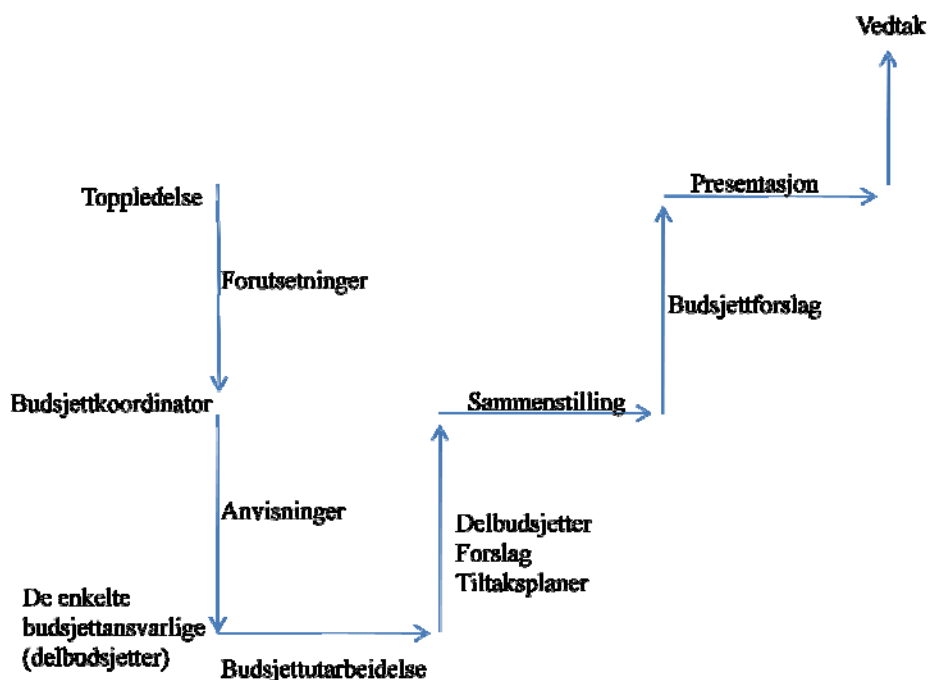 Vedtak
Toppledelse
Presentasjon
Forutsetninger
Budsjettforslag
Budsjettkoordinator
Sammenstilling
Anvisninger
Delbudsjetter
Forslag
Tiltaksplaner
De enkelte
budsjettansvarlige
(delbudsjetter)
Budsjettutarbeidelse